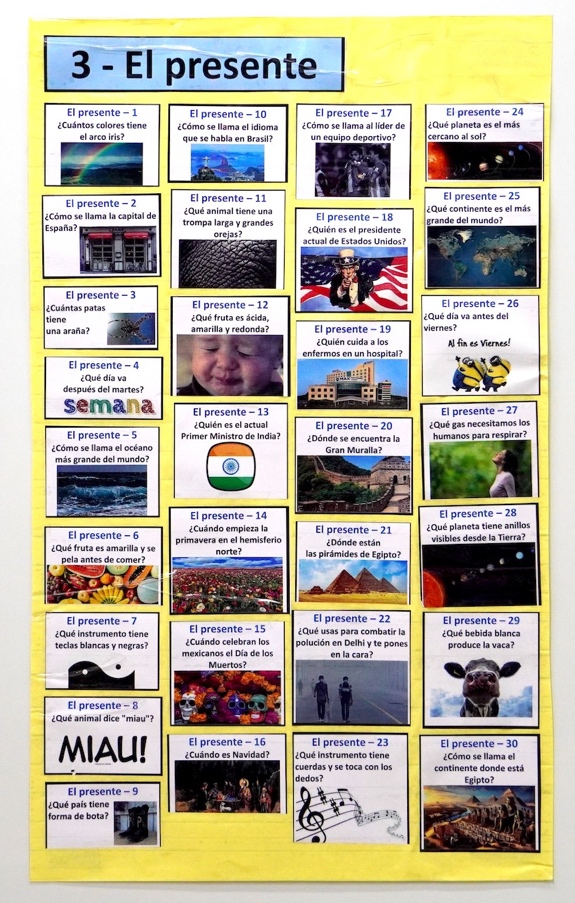 3 - El presente
El presente – 1
¿Cuántos colores tiene
el arco iris?
El presente – 2
¿Cómo se llama la capital de
España?
El presente – 3
¿Cuántas patas
tiene
una araña?
El presente – 4
¿Qué día va
después del martes?
semana
El presente – 5
¿Cómo se llama el océano
más grande del mundo?
El presente – 6
¿Qué fruta es amarilla y se
pela antes de comer?
El presente – 7
¿Qué instrumento tiene
teclas blancas y negras?
El presente – 8
¿Qué animal dice "miau"?
MIAU!
El presente – 9
¿Qué país tiene
forma de bota?
El presente – 10
¿Cómo se llama el idioma
que se habla en Brasil?
El presente – 11
¿Qué animal tiene una
trompa larga y grandes
orejas?
El presente – 12
¿Qué fruta es ácida,
amarilla y redonda?
El presente – 13
¿Quién es el actual
Primer Ministro de India?
El presente – 14
¿Cuándo empieza la
primavera en el hemisferio
norte?
El presente – 15
¿Cuándo celebran los
mexicanos el Día de los
Muertos?
El presente – 16
¿Cuándo es Navidad?
El presente – 17
¿Cómo se llama al líder de
un equipo deportivo?
El presente – 18
¿Quién es el presidente
actual de Estados Unidos?
El presente – 19
¿Quién cuida a los
enfermos en un hospital?
El presente – 20
¿Dónde se encuentra la
Gran Muralla?
El presente – 21
¿Dónde están
las pirámides de Egipto?
El presente – 22
¿Qué usas para combatir la
polución en Delhi y te pones
en la cara?
El presente – 23
¿Qué instrumento tiene
cuerdas y se toca con los
dedos?
El presente – 24
¿Qué planeta es el más
cercano al sol?
El presente – 25
¿Qué continente es el más
grande del mundo?
El presente – 26
¿Qué día va antes del
viernes?
Al fin es Viernes!
El presente – 27
¿Qué gas necesitamos los
humanos para respirar?
El presente – 28
¿Qué planeta tiene anillos
visibles desde la Tierra?
El presente – 29
¿Qué bebida blanca
produce la vaca?
El presente – 30
¿Cómo se llama el
continente donde está
Egipto?